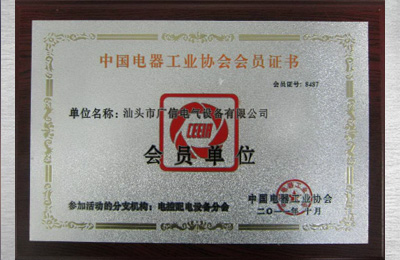 中国电器工业协会会员证书
会员证号: 8487
单位名称: 汕头市广信电气设备有限公司
CEEIA
会员单位
参加活动的分支机构: 电控配电设备分会
中国电器工业协会
二〇一一年十月